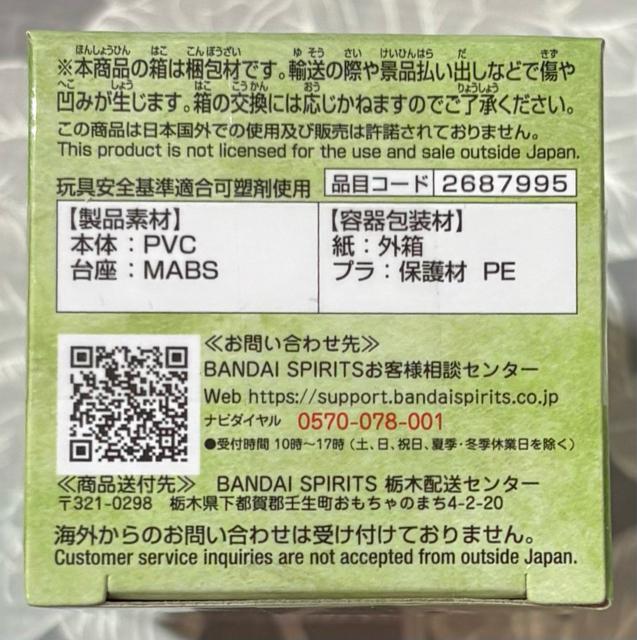 ※本商品の箱は梱包材です。輸送の際や景品払い出しなどで傷や
凹みが生じます。箱の交換には応じかねますのでご了承ください。
この商品は日本国外での使用及び販売は許諾されておりません。
This product is not licensed for the use and sale outside Japan.
玩具安全基準適合可塑剤使用 品目コード 2687995
【製品素材】
本体：PVC
台座：MABS
【容器包装材】
紙：外箱
プラ：保護材 PE
≪お問い合わせ先≫
BANDAI SPIRITSお客様相談センター
Web https://support.bandaispirits.co.jp
ナビダイヤル 0570-078-001
●受付時間 10時〜17時（土、日、祝日、夏季・冬季休業日を除く）
≪商品送付先≫ BANDAI SPIRITS 栃木配送センター
〒321-0298 栃木県下都賀郡壬生町おもちゃのまち4-2-20
海外からのお問い合わせは受け付けておりません。
Customer service inquiries are not accepted from outside Japan.